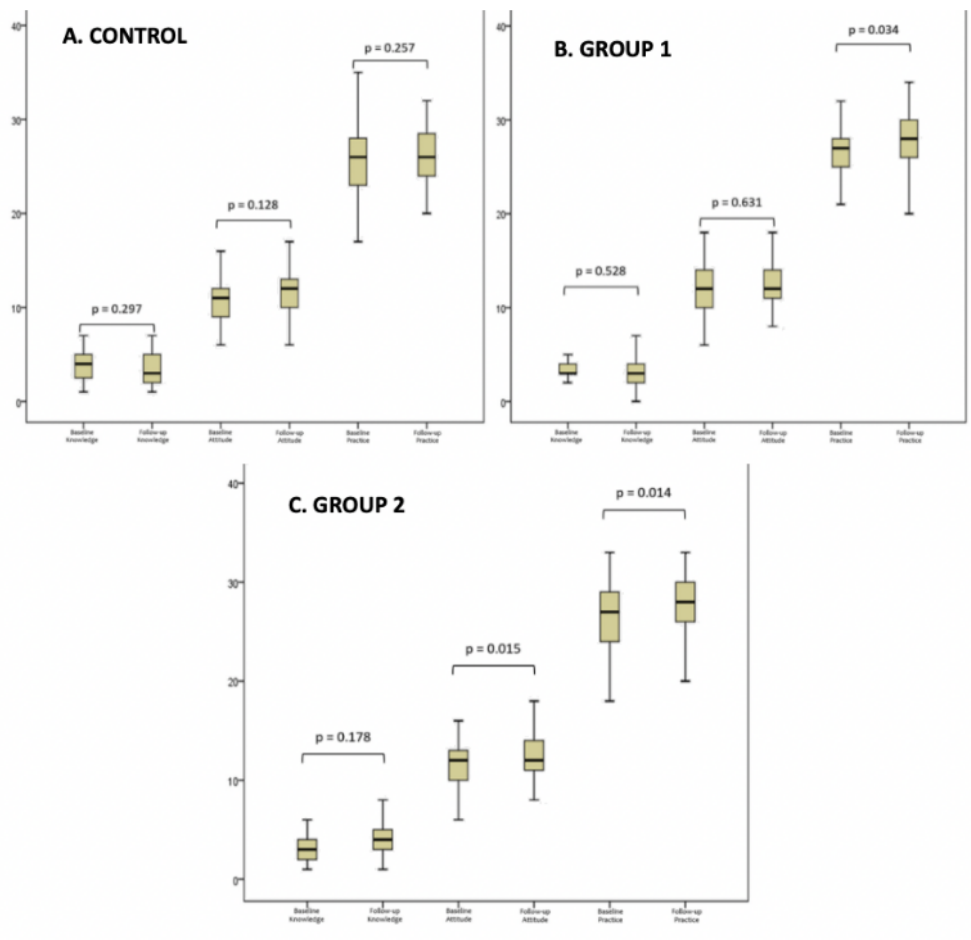 A. CONTROL
40
30
20
10
0
p = 0.297
p = 0.128
p = 0.257
Baseline
Knowledge
Follow-up
Knowledge
Baseline
Attitude
Follow-up
Attitude
Baseline
Practice
Follow-up
Practice
B. GROUP 1
40
30
20
10
0
p = 0.528
p = 0.631
p = 0.034
Baseline
Knowledge
Follow-up
Knowledge
Baseline
Attitude
Follow-up
Attitude
Baseline
Practice
Follow-up
Practice
C. GROUP 2
40
30
20
10
0
p = 0.178
p = 0.015
p = 0.014
Baseline
Knowledge
Follow-up
Knowledge
Baseline
Attitude
Follow-up
Attitude
Baseline
Practice
Follow-up
Practice